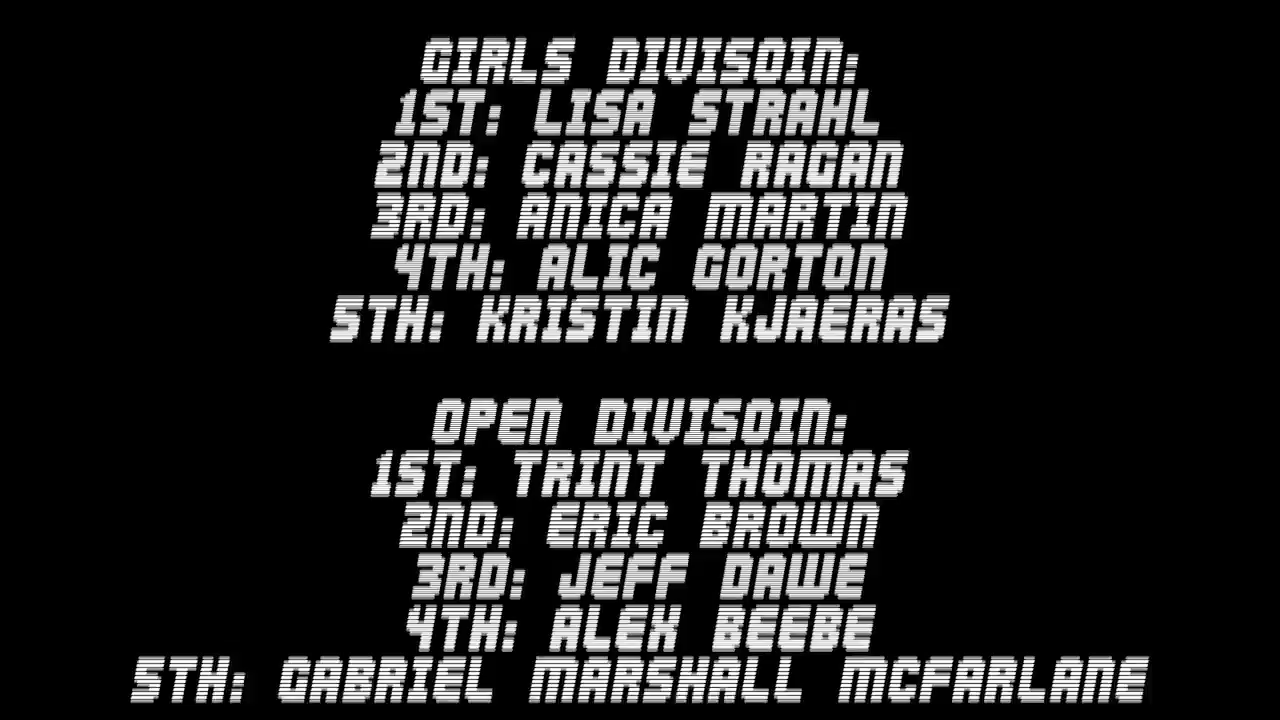 GIRLS DIVISOIN:
1ST: LISA STRAHL
2ND: CASSIE RAGAN
3RD: ANICA MARTIN
4TH: ALIC GORTON
5TH: KRISTIN KJAERAS
OPEN DIVISOIN:
1ST: TRINT THOMAS
2ND: ERIC BROWN
3RD: JEFF DAWE
4TH: ALEX BEEBE
5TH: GABRIEL MARSHALL MCFARLANE